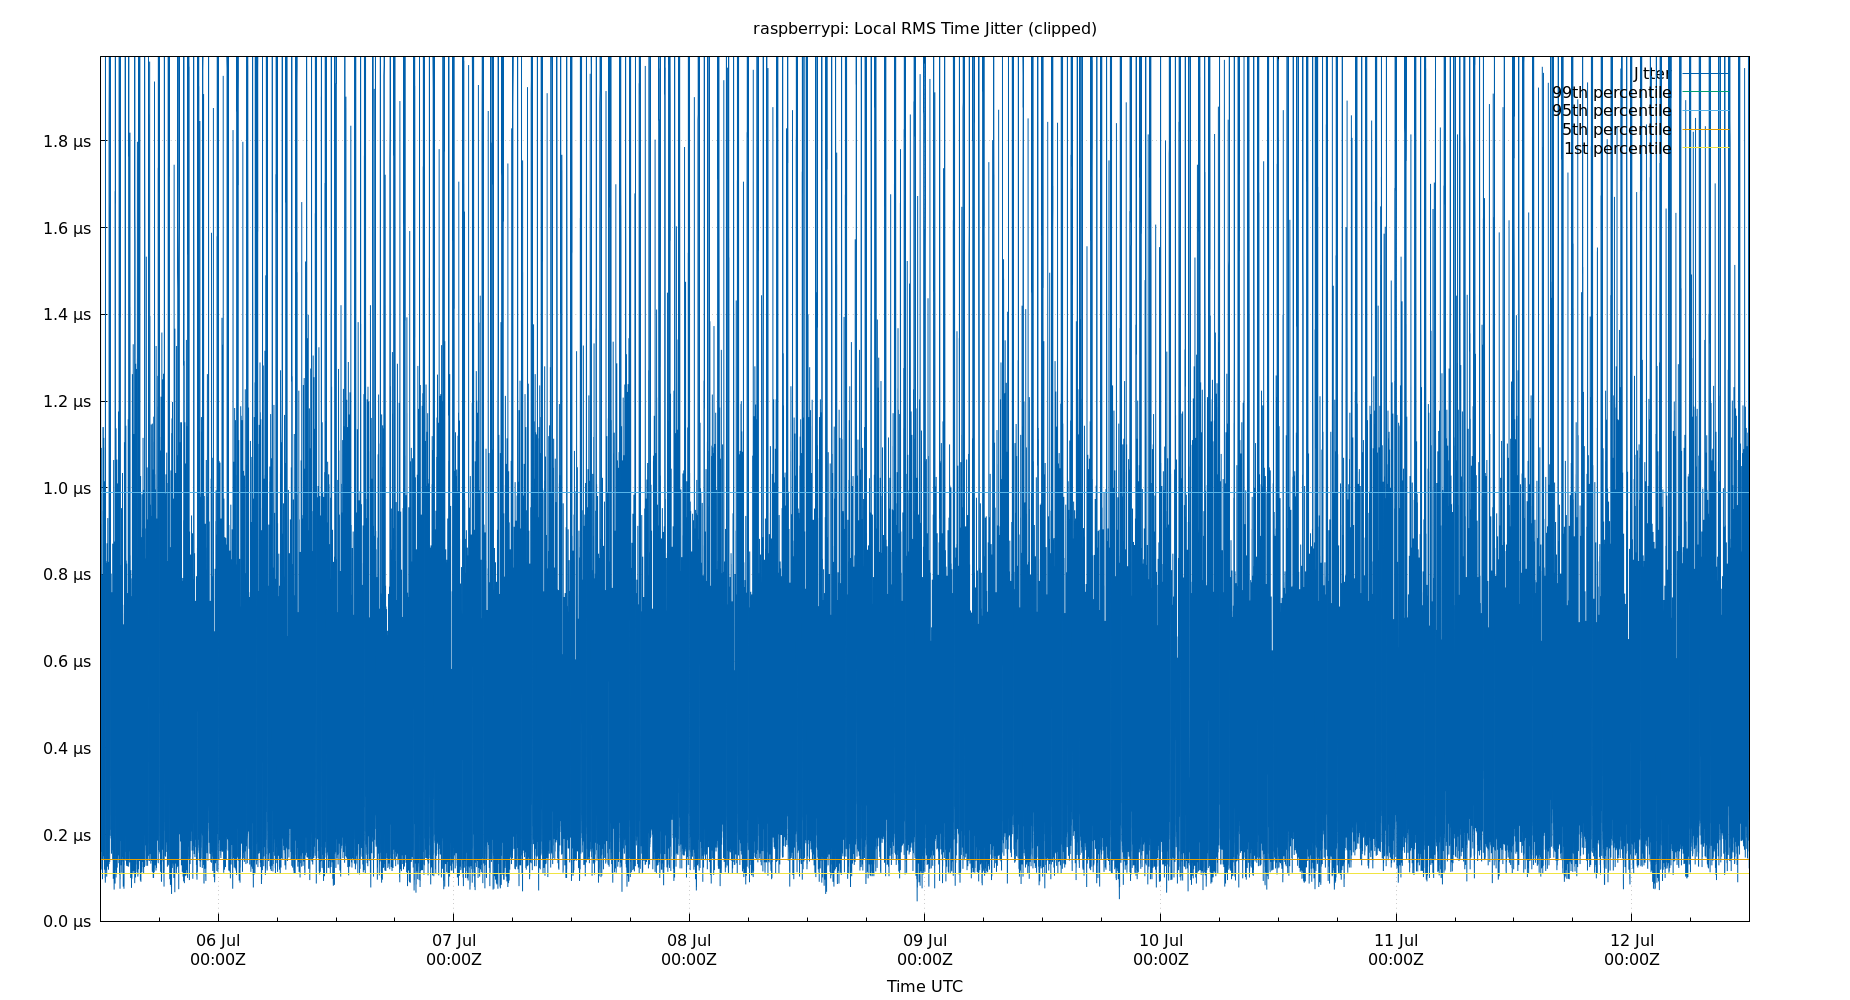 raspberrypi: Local RMS Time Jitter (clipped)
Jitter
99th percentile
95th percentile
5th percentile
1st percentile
1.8 µs
1.6 µs
1.4 µs
1.2 µs
1.0 µs
0.8 µs
0.6 µs
0.4 µs
0.2 µs
0.0 µs
06 Jul 07 Jul 08 Jul 09 Jul 10 Jul 11 Jul 12 Jul
00:00Z 00:00Z 00:00Z 00:00Z 00:00Z 00:00Z 00:00Z
Time UTC